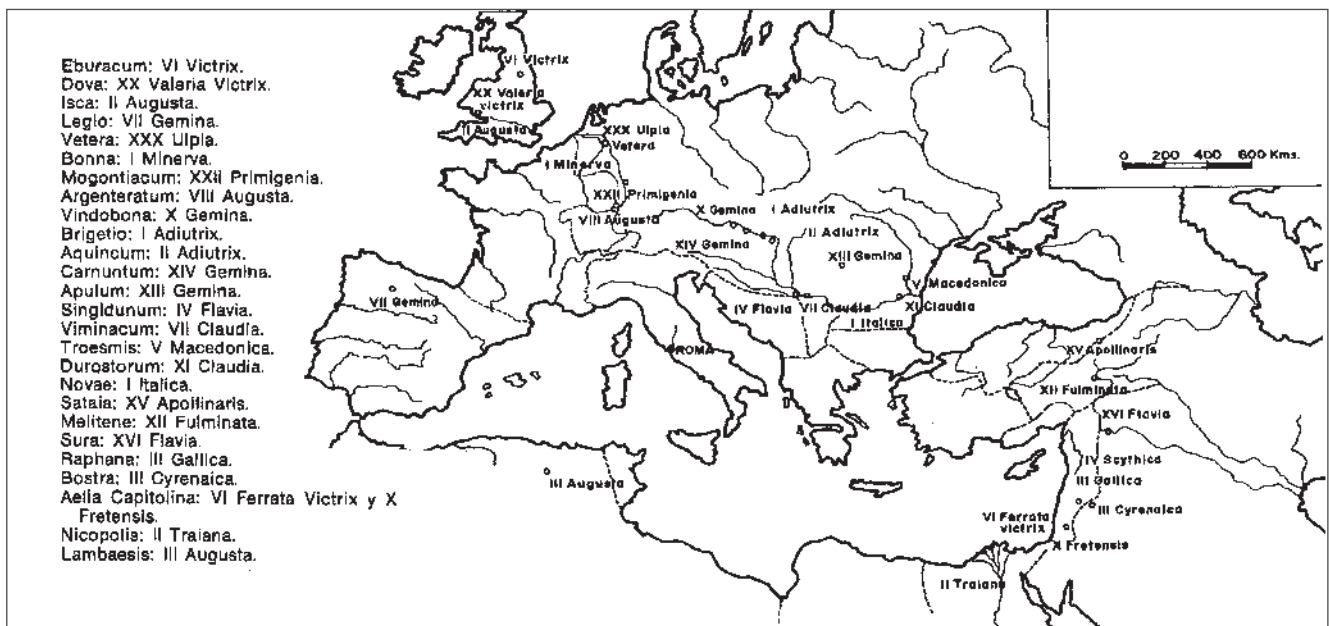 Eburacum: VI Victrix.
Dova: XX Valeria Victrix.
Isca: II Augusta.
Legio: VII Gemina.
Vetera: XXX Ulpia.
Bonna: I Minerva.
Mogontiacum: XXII Primigenia.
Argenteratum: VIII Augusta.
Vindobona: X Gemina.
Brigetio: I Adiutrix.
Aquincum: II Adiutrix.
Carnuntum: XIV Gemina.
Apulum: XIII Gemina.
Singidunum: IV Flavia.
Viminacum: VII Claudia.
Troesmis: V Macedonica.
Durostorum: XI Claudia.
Novae: I Italica.
Sataia: XV Apollinaris.
Melitene: XII Fulminata.
Sura: XVI Flavia.
Raphana: III Gallica.
Bostra: III Cyrenaica.
Aelia Capitolina: VI Ferrata Victrix y X
Fretensis.
Nicopolis: II Traiana.
Lambaesis: III Augusta.
VI Victrix
XX Valeria
victrix
II Augusta
XXX Ulpia
Vetera
I Minerva
XXII Primigenia
VIII Augusta
X Gemina
I Adiutrix
II Adiutrix
XIV Gemina
XIII Gemina
V Macedonica
VII Gemina
IV Flavia
VII Claudia
XI Claudia
I Italica
ROMA
XV Apollinaris
XII Fulminata
XVI Flavia
IV Scythica
III Gallica
III Augusta
III Cyrenaica
VI Ferrata
victrix
X Fretensis
II Traiana
0 200 400 600 Kms.